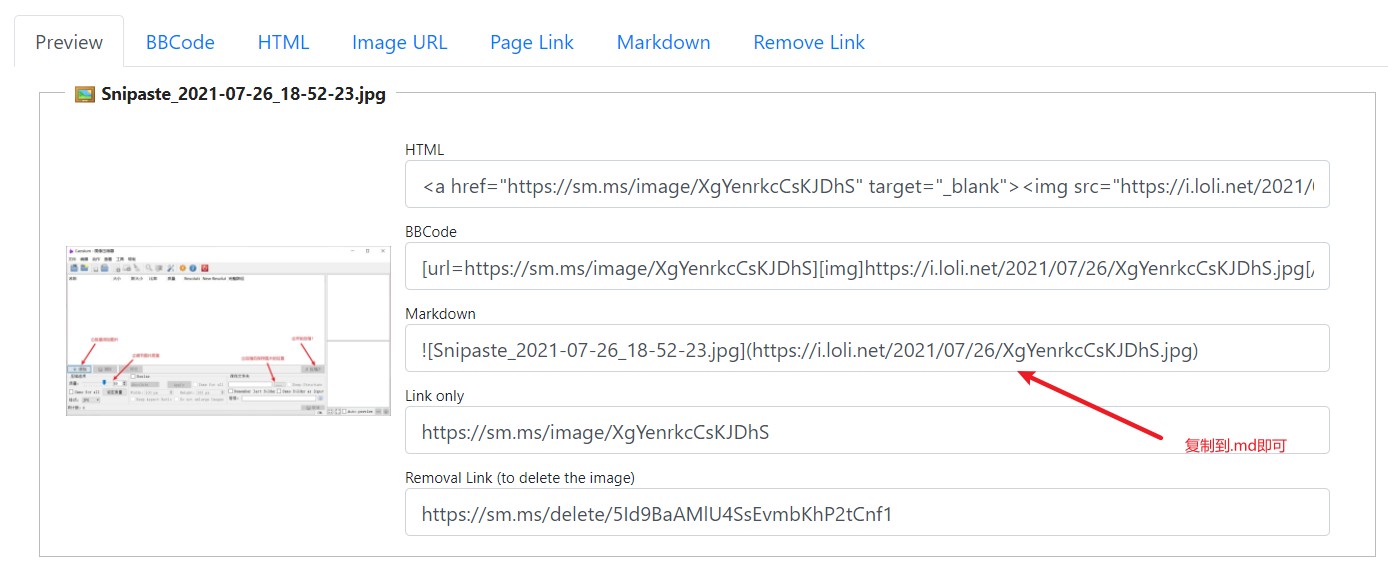 Preview BBCode HTML Image URL Page Link Markdown Remove Link
Snipaste_2021-07-26_18-52-23.jpg
HTML
<a href="https://sm.ms/image/XgYenrkcCsKJDhS" target="_blank"><img src="https://i.loli.net/2021/
BBCode
[url=https://sm.ms/image/XgYenrkcCsKJDhS][img]https://i.loli.net/2021/07/26/XgYenrkcCsKJDhS.jpg[/
Markdown
![Snipaste_2021-07-26_18-52-23.jpg](https://i.loli.net/2021/07/26/XgYenrkcCsKJDhS.jpg)
Link only
https://sm.ms/image/XgYenrkcCsKJDhS
复制到.md即可
Removal Link (to delete the image)
https://sm.ms/delete/5Id9BaAMlU4SsEvmbKhP2tCnf1